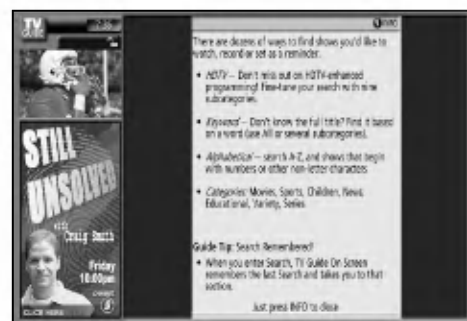 TV
GUIDE
INFO
There are dozens of ways to find shows you'd like to
watch, record or set as a reminder.
• HDTV – Don't miss out on HDTV-enhanced
programming! Fine-tune your search with nine
subcategories.
• Keyword – Don't know the full title? Find it based
on a word (use All or several subcategories).
• Alphabetical – search A-Z, and shows that begin
with numbers or other non-letter characters
• Categories: Movies, Sports, Children, News,
Educational, Variety, Series
Guide Tip: Search Remembered!
• When you enter Search, TV Guide On Screen
remembers the last Search and takes you to that
section.
Just press INFO to close
STILL
UNSOLVED
with
Craig Smith
Friday
10:00pm
CLICK HERE